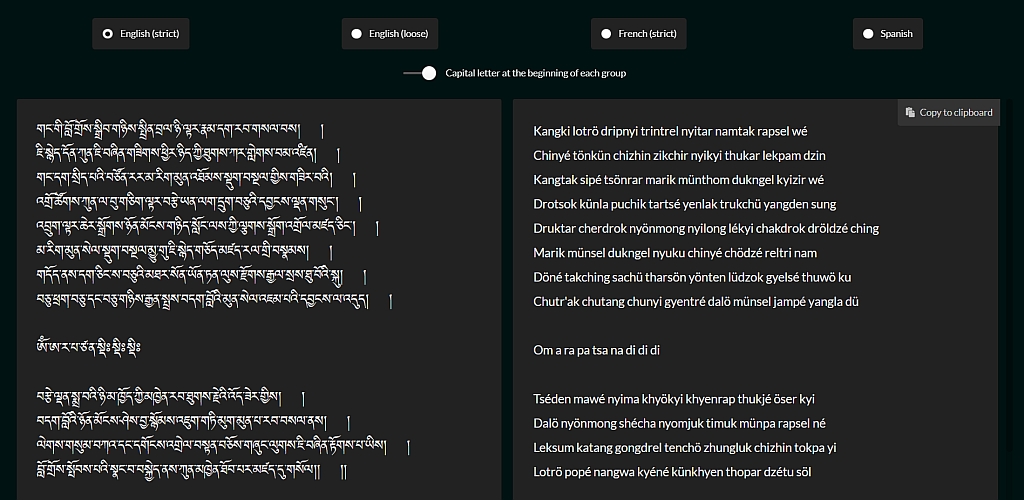 English (strict)
English (loose)
French (strict)
Spanish
Capital letter at the beginning of each group
གང་གི་བློ་གྲོས་སྒྲིབ་གཉིས་སྤྲིན་བྲལ་ཉི་ལྟར་རྣམ་དག་རབ་གསལ་བས། །
ཇི་སྙེད་དོན་ཀུན་ཇི་བཞིན་གཟིགས་ཕྱིར་ཉིད་ཀྱི་ཐུགས་ཀར་གླེགས་བམ་འཛིན། །
གང་དག་སྲིད་པའི་བཙོན་རར་མ་རིག་མུན་འཐོམས་སྡུག་བསྔལ་གྱིས་གཟིར་བའི། །
འགྲོ་ཚོགས་ཀུན་ལ་བུ་གཅིག་ལྟར་བརྩེ་ཡན་ལག་དྲུག་བཅུའི་དབྱངས་ལྡན་གསུང་། །
འབྲུག་ལྟར་ཆེར་སྒྲོགས་ཉོན་མོངས་གཉིད་སློང་ལས་ཀྱི་ལྕགས་སྒྲོག་འགྲོལ་མཛད་ཅིང་། །
མ་རིག་མུན་སེལ་སྡུག་བསྔལ་མྱུ་གུ་ཇི་སྙེད་གཅོད་མཛད་རལ་གྲི་བསྣམས། །
གདོད་ནས་དག་ཅིང་ས་བཅུའི་མཐར་སོན་ཡོན་ཏན་ལུས་རྫོགས་རྒྱལ་སྲས་ཐུ་བོའི་སྐུ། །
བཅུ་ཕྲག་བཅུ་དང་བཅུ་གཉིས་རྒྱན་སྤྲས་བདག་བློའི་མུན་སེལ་འཇམ་པའི་དབྱངས་ལ་འདུད། །
ཨོཾ་ཨ་ར་པ་ཙ་ན་དྷཱིཿ་དྷཱིཿ་དྷཱིཿ
བརྩེ་ལྡན་སྨྲ་བའི་ཉི་མ་ཁྱོད་ཀྱི་མཁྱེན་རབ་ཐུགས་རྗེའི་འོད་ཟེར་གྱིས། །
བདག་བློའི་ཉོན་མོངས་ཤེས་བྱ་སྙོམས་འཇུག་གཏི་མུག་མུན་པ་རབ་བསལ་ནས། །
ལེགས་གསུམ་བཀའ་དང་དགོངས་འགྲེལ་བསྟན་བཅོས་གཞུང་ལུགས་ཇི་བཞིན་རྟོགས་པ་ཡིས། །
བློ་གྲོས་སྤོབས་པའི་སྣང་བ་བསྐྱེད་ནས་ཀུན་མཁྱེན་ཐོབ་པར་མཛད་དུ་གསོལ།། །།
Copy to clipboard
Kangki lotrö dripnyi trintrel nyitar namtak rapsel wé
Chinyé tönkün chizhin zikchir nyikyi thukar lekpam dzin
Kangtak sipé tsönrar marik münthom dukngel kyizir wé
Drotsok künla puchik tartsé yenlak trukchü yangden sung
Druktar cherdrok nyönmong nyilong lékyi chakdrok dröldzé ching
Marik münsel dukngel nyuku chinyé chödzé reltri nam
Döné takching sachü tharsön yönten lüdzok gyelsé thuwö ku
Chutr'ak chutang chunyi gyentré dalö münsel jampé yangla dü
Om a ra pa tsa na di di di
Tséden mawé nyima khyökyi khyenrap thukjé öser kyi
Dalö nyönmong shécha nyomjuk timuk münpa rapsel né
Leksum katang gongdrel tenchö zhungluk chizhin tokpa yi
Lotrö popé nangwa kyéné künkhyen thopar dzétu söl